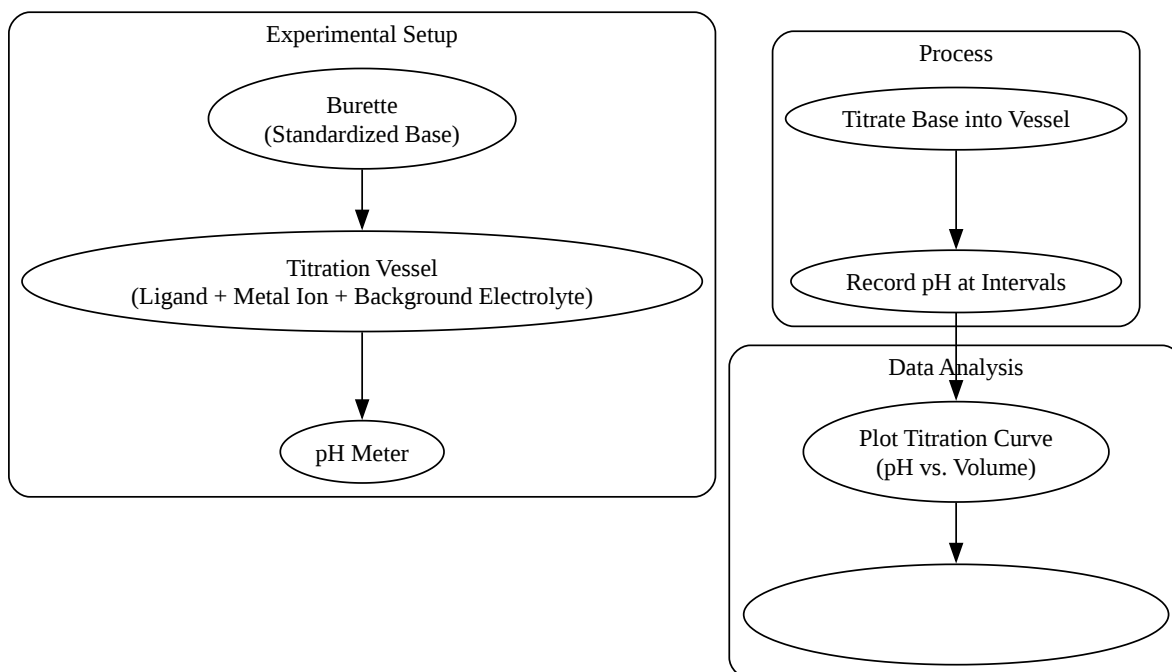 Experimental Setup
Burette
(Standardized Base)
Titration Vessel
(Ligand + Metal Ion + Background Electrolyte)
pH Meter
Process
Titrate Base into Vessel
Record pH at Intervals
Data Analysis
Plot Titration Curve
(pH vs. Volume)